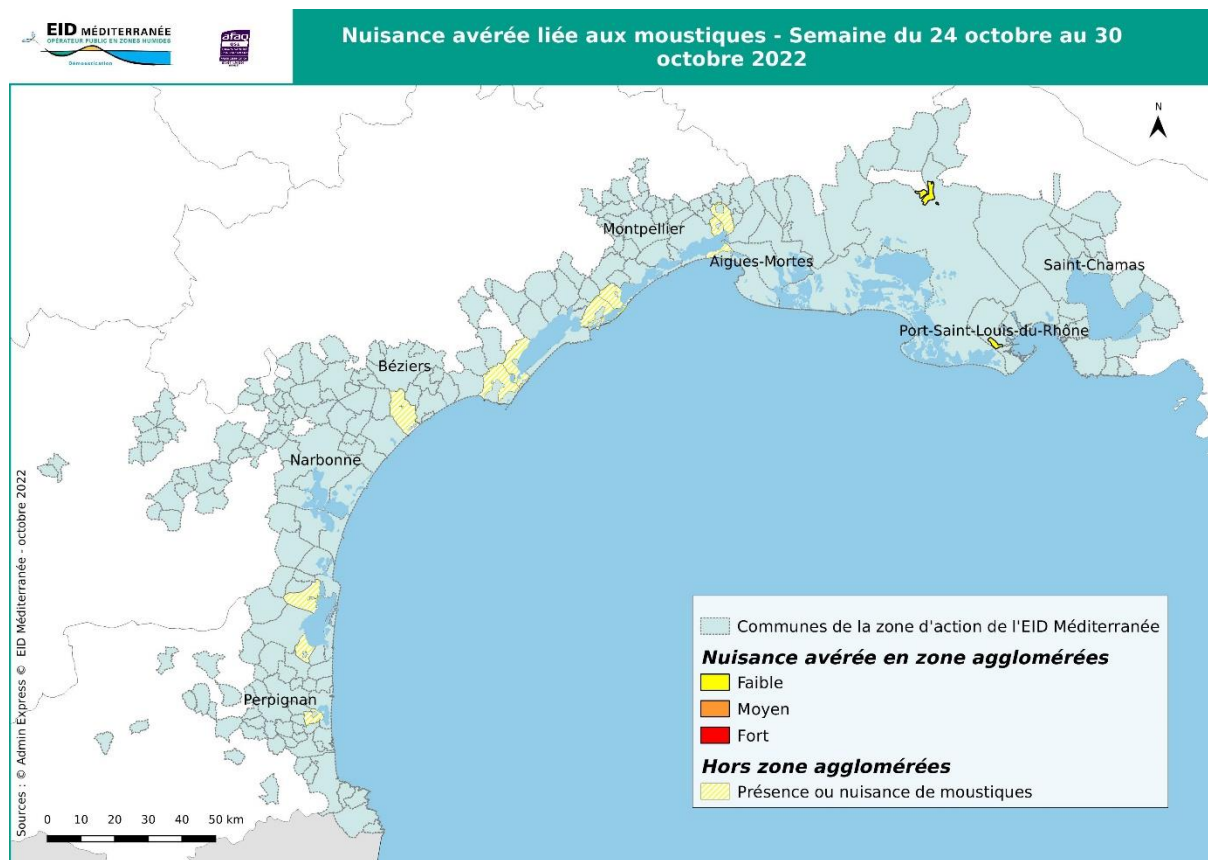 EID MÉDITERRANÉE
OPÉRATEUR PUBLIC EN ZONES HUMIDES
Démoustication
afaq
Nuisance avérée liée aux moustiques - Semaine du 24 octobre au 30
octobre 2022
N
Montpellier
Aigues-Mortes
Saint-Chamas
Port-Saint-Louis-du-Rhône
Béziers
Narbonne
Perpignan
Communes de la zone d'action de l'EID Méditerranée
Nuisance avérée en zone agglomérées
Faible
Moyen
Fort
Hors zone agglomérées
Présence ou nuisance de moustiques
0 10 20 30 40 50 km
Sources : © Admin Express © EID Méditerranée - octobre 2022